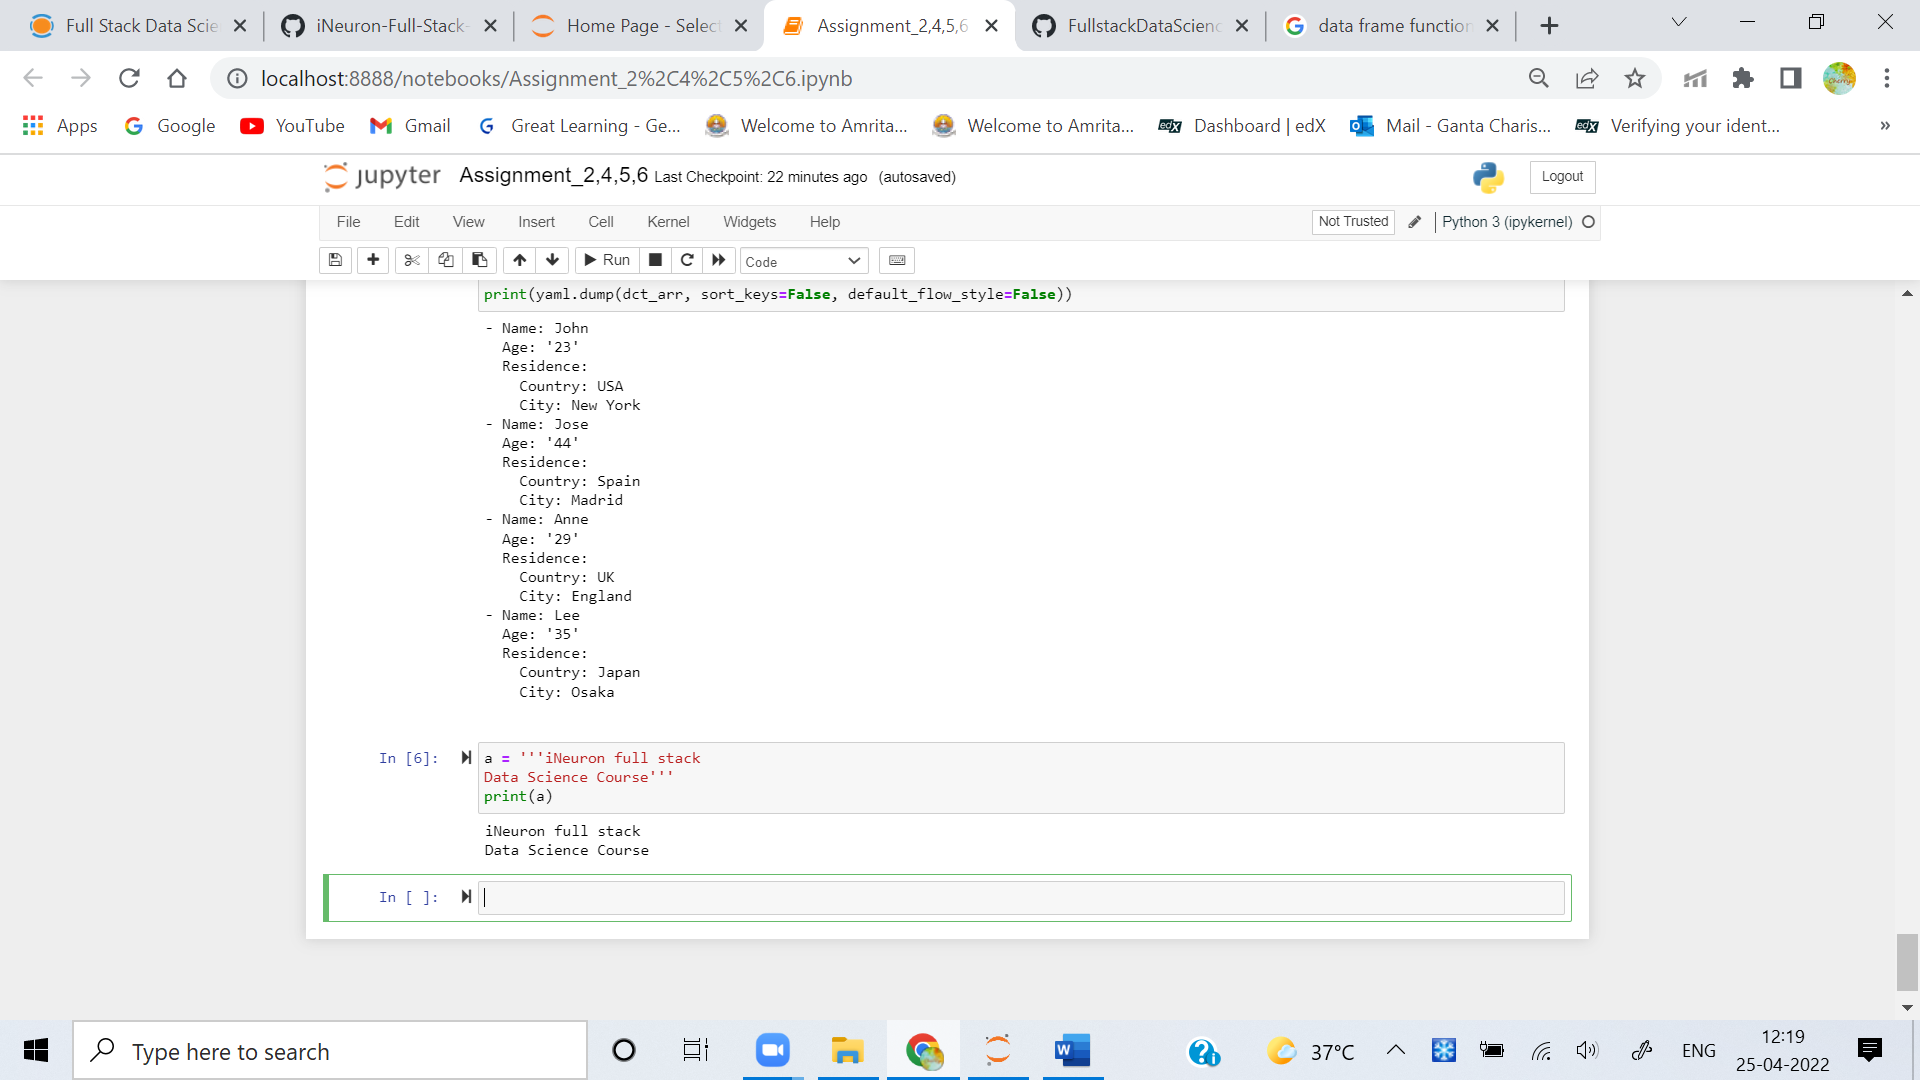 Full Stack Data Scie
iNeuron-Full-Stack-
Home Page - Select
Assignment_2,4,5,6
FullstackDataScienc
data frame function
localhost:8888/notebooks/Assignment_2%2C4%2C5%2C6.ipynb
Apps
Google
YouTube
Gmail
Great Learning - Ge...
Welcome to Amrita...
Welcome to Amrita...
Dashboard | edX
Mail - Ganta Charis...
Verifying your ident...
»
jupyter Assignment_2,4,5,6 Last Checkpoint: 22 minutes ago (autosaved)
Logout
File Edit View Insert Cell Kernel Widgets Help
Not Trusted
Python 3 (ipykernel)
Run
Code
print(yaml.dump(dct_arr, sort_keys=False, default_flow_style=False))
- Name: John
  Age: '23'
  Residence:
    Country: USA
    City: New York
- Name: Jose
  Age: '44'
  Residence:
    Country: Spain
    City: Madrid
- Name: Anne
  Age: '29'
  Residence:
    Country: UK
    City: England
- Name: Lee
  Age: '35'
  Residence:
    Country: Japan
    City: Osaka
In [6]:
a = '''iNeuron full stack
Data Science Course'''
print(a)
iNeuron full stack
Data Science Course
In [ ]:
Type here to search
37°C
ENG
12:19
25-04-2022